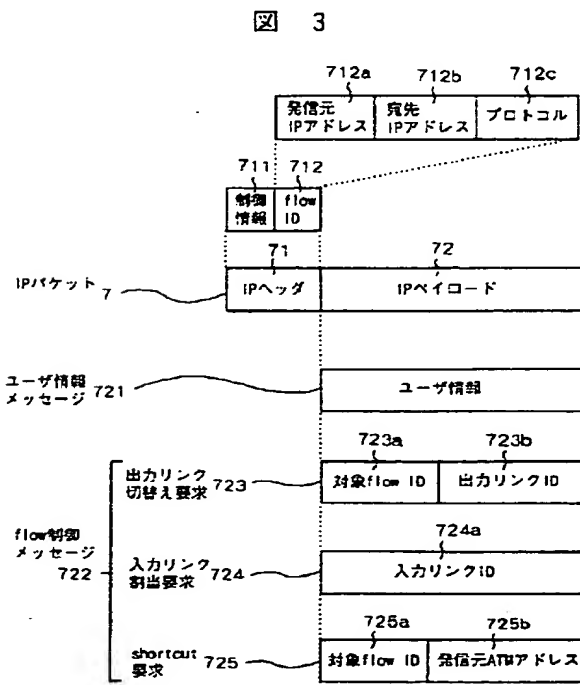 図 3
712a 712b 712c
発信元 宛先 プロトコル
IPアドレス IPアドレス
711 712
制御 flow
情報 ID
71 72
IPパケット 7 IPヘッダ IPペイロード
ユーザ情報 721 ユーザ情報
メッセージ
723a 723b
出力リンク 723 対象flow ID 出力リンクID
切替え要求
724a
flow制御
メッセージ
722
入力リンク 724 入力リンクID
割当要求
725a 725b
shortcut 725 対象flow ID 発信元ATMアドレス
要求